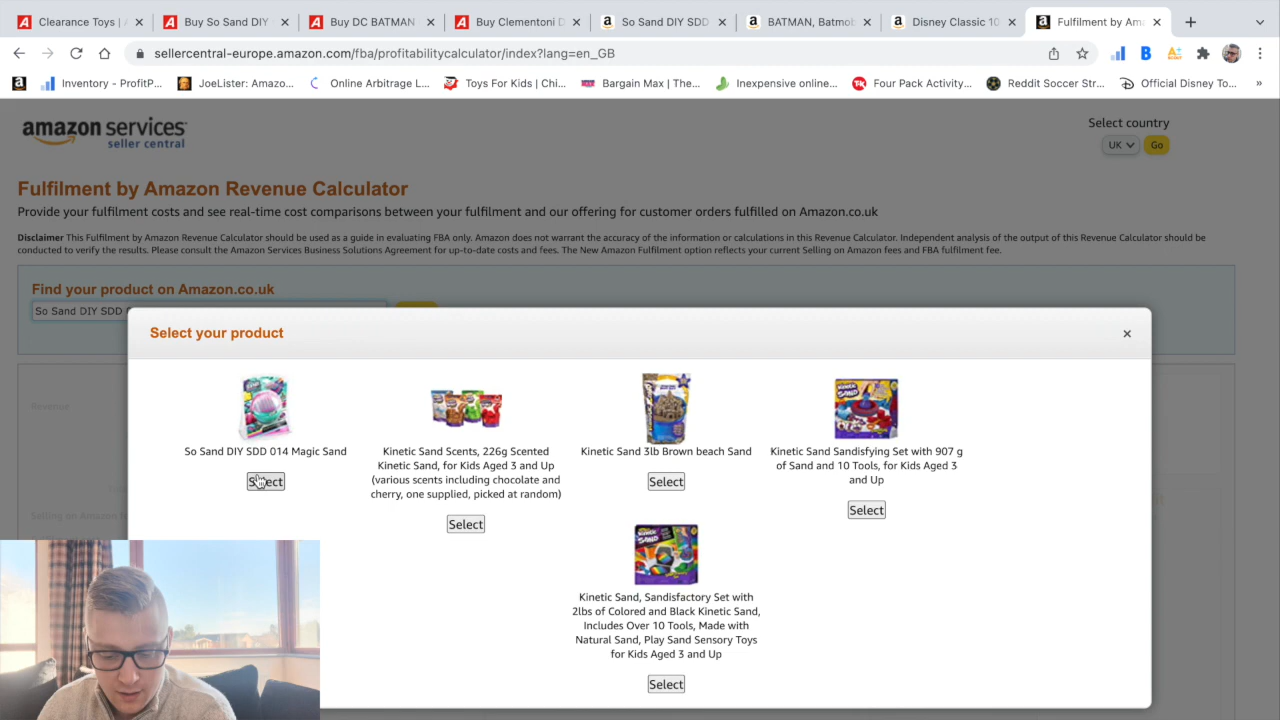 Clearance Toys | A
Buy So Sand DIY
Buy DC BATMAN
Buy Clementoni D
So Sand DIY SDD
BATMAN, Batmob
Disney Classic 10
Fulfilment by Ama
sellercentral-europe.amazon.com/fba/profitabilitycalculator/index?lang=en_GB
Inventory - ProfitP...
JoeLister: Amazo...
Online Arbitrage L...
Toys For Kids | Chi...
Bargain Max | The...
Inexpensive online...
Four Pack Activity...
Reddit Soccer Str...
Official Disney To...
amazon services
seller central
Select country
UK
Go
Fulfilment by Amazon Revenue Calculator
Provide your fulfilment costs and see real-time cost comparisons between your fulfilment and our offering for customer orders fulfilled on Amazon.co.uk
Disclaimer This Fulfilment by Amazon Revenue Calculator should be used as a guide in evaluating FBA only. Amazon does not warrant the accuracy of the information or calculations in this Revenue Calculator. Independent analysis of the output of this Revenue Calculator should be
conducted to verify the results. Please consult the Amazon Services Business Solutions Agreement for up-to-date costs and fees. The New Amazon Fulfilment option reflects your current Selling on Amazon fees and FBA fulfilment fee.
Find your product on Amazon.co.uk
So Sand DIY SDD
Select your product
×
Revenue
So Sand DIY SDD 014 Magic Sand
Select
Kinetic Sand Scents, 226g Scented
Kinetic Sand, for Kids Aged 3 and Up
(various scents including chocolate and
cherry, one supplied, picked at random)
Select
Kinetic Sand 3lb Brown beach Sand
Select
Kinetic Sand Sandisfying Set with 907 g
of Sand and 10 Tools, for Kids Aged 3
and Up
Select
Selling on Amazon f
Kinetic Sand, Sandisfactory Set with
2lbs of Colored and Black Kinetic Sand,
Includes Over 10 Tools, Made with
Natural Sand, Play Sand Sensory Toys
for Kids Aged 3 and Up
Select